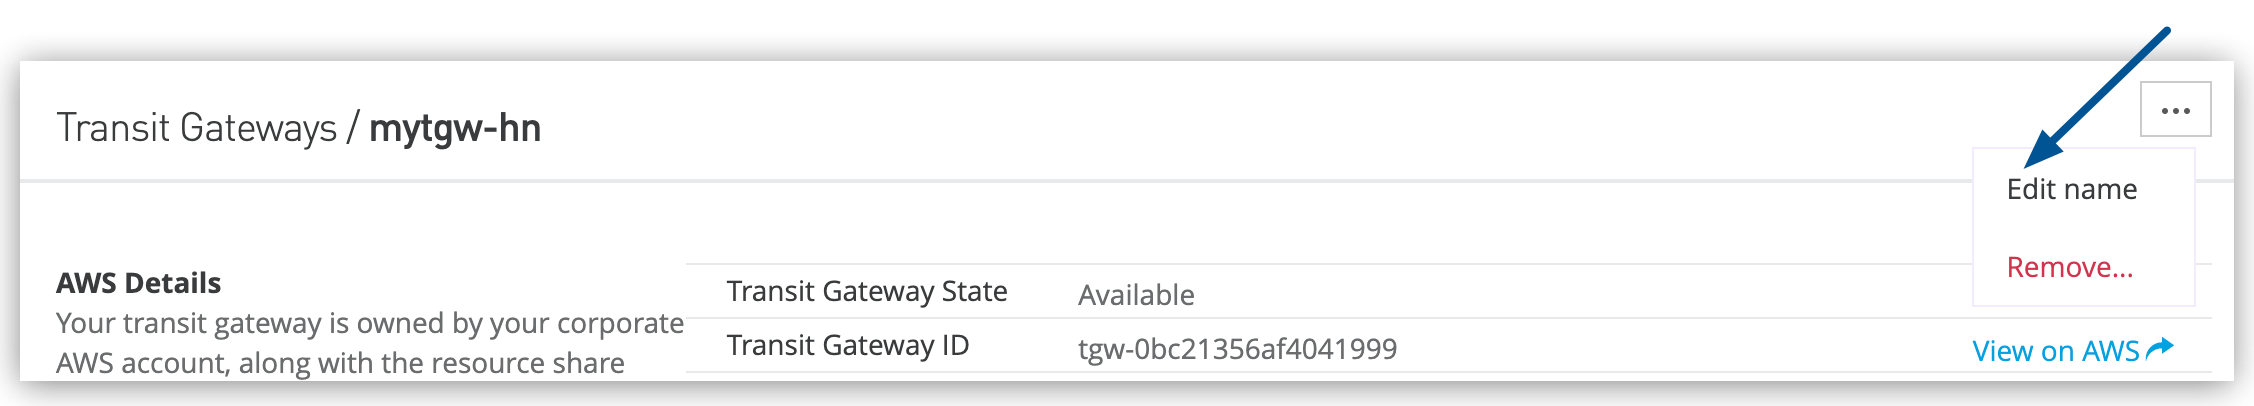 Transit Gateways / mytgw-hn
...
Edit name
Remove...
AWS Details
Your transit gateway is owned by your corporate
AWS account, along with the resource share
Transit Gateway State Available
Transit Gateway ID tgw-0bc21356af4041999 View on AWS